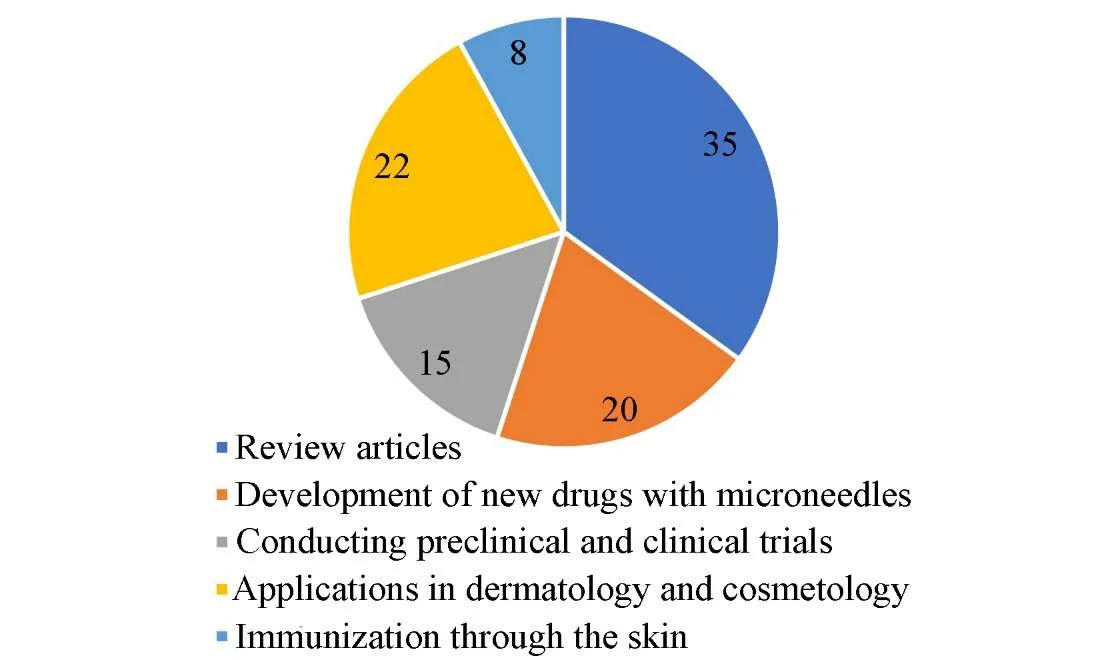 8
35
22
15
20
Review articles
Development of new drugs with microneedles
Conducting preclinical and clinical trials
Applications in dermatology and cosmetology
Immunization through the skin